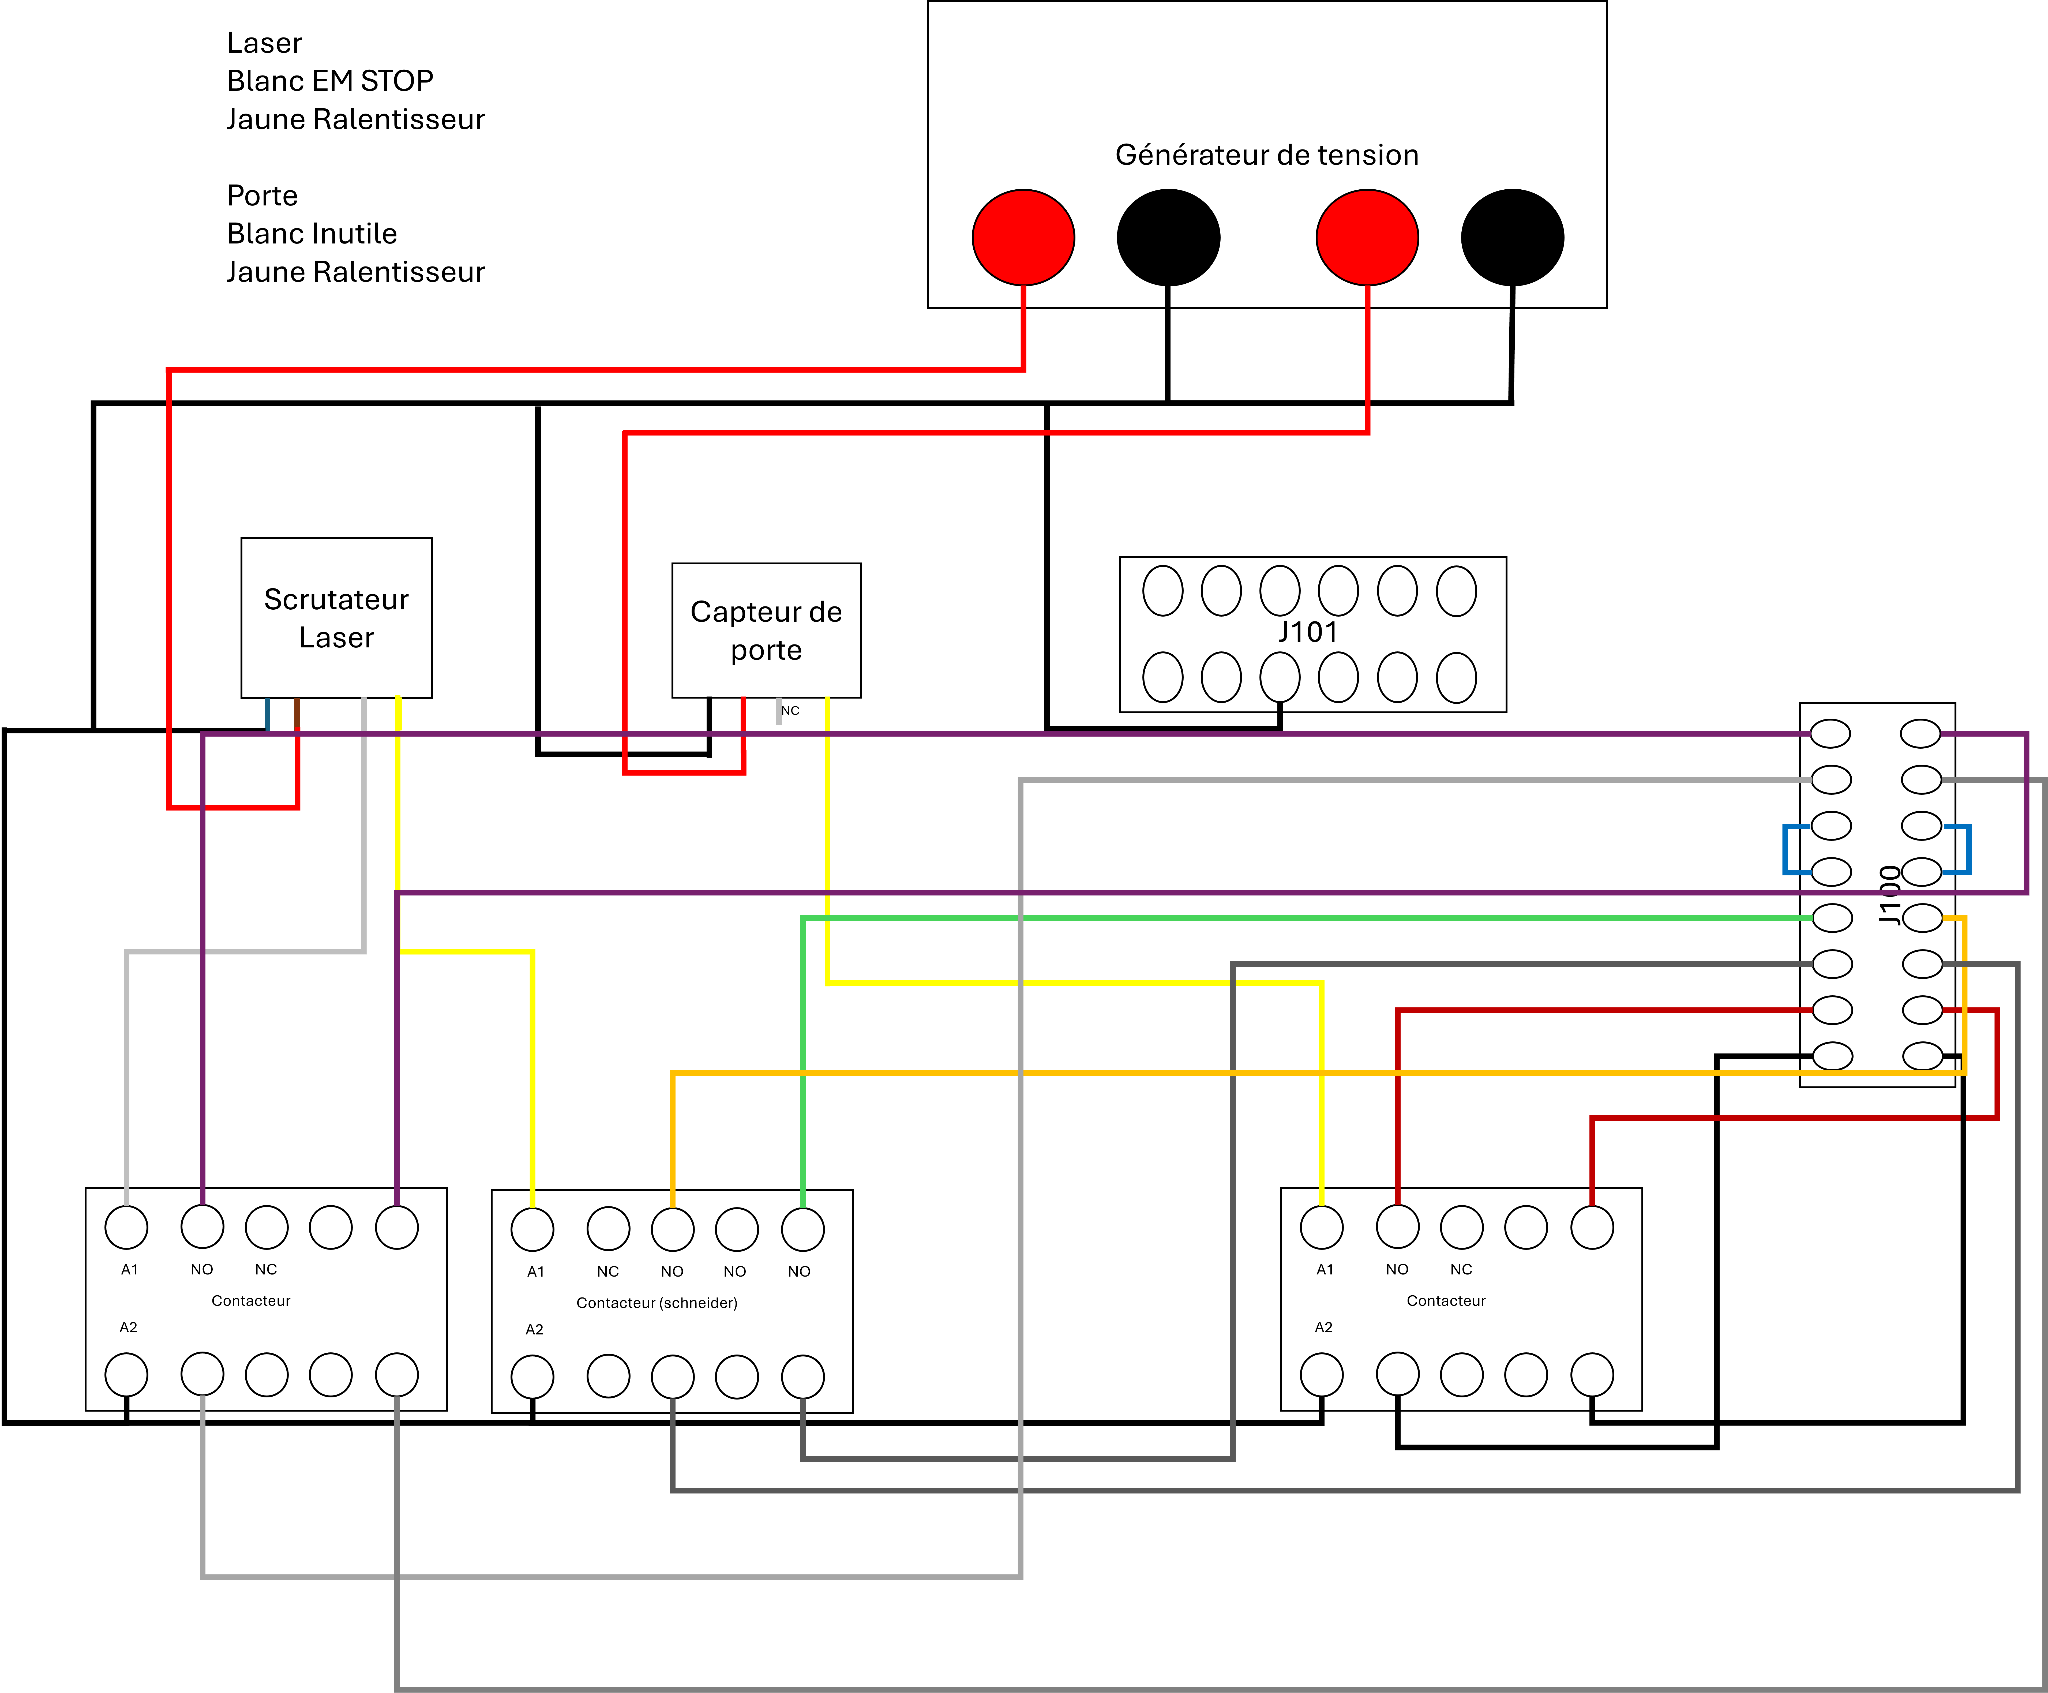 Laser
Blanc EM STOP
Jaune Ralentisseur
Porte
Blanc Inutile
Jaune Ralentisseur
Générateur de tension
Scrutateur
Laser
Capteur de
porte
NC
J101
J100
A1
NO
NC
Contacteur
A2
A1
NC
NO
NO
NO
Contacteur (schneider)
A2
A1
NO
NC
Contacteur
A2